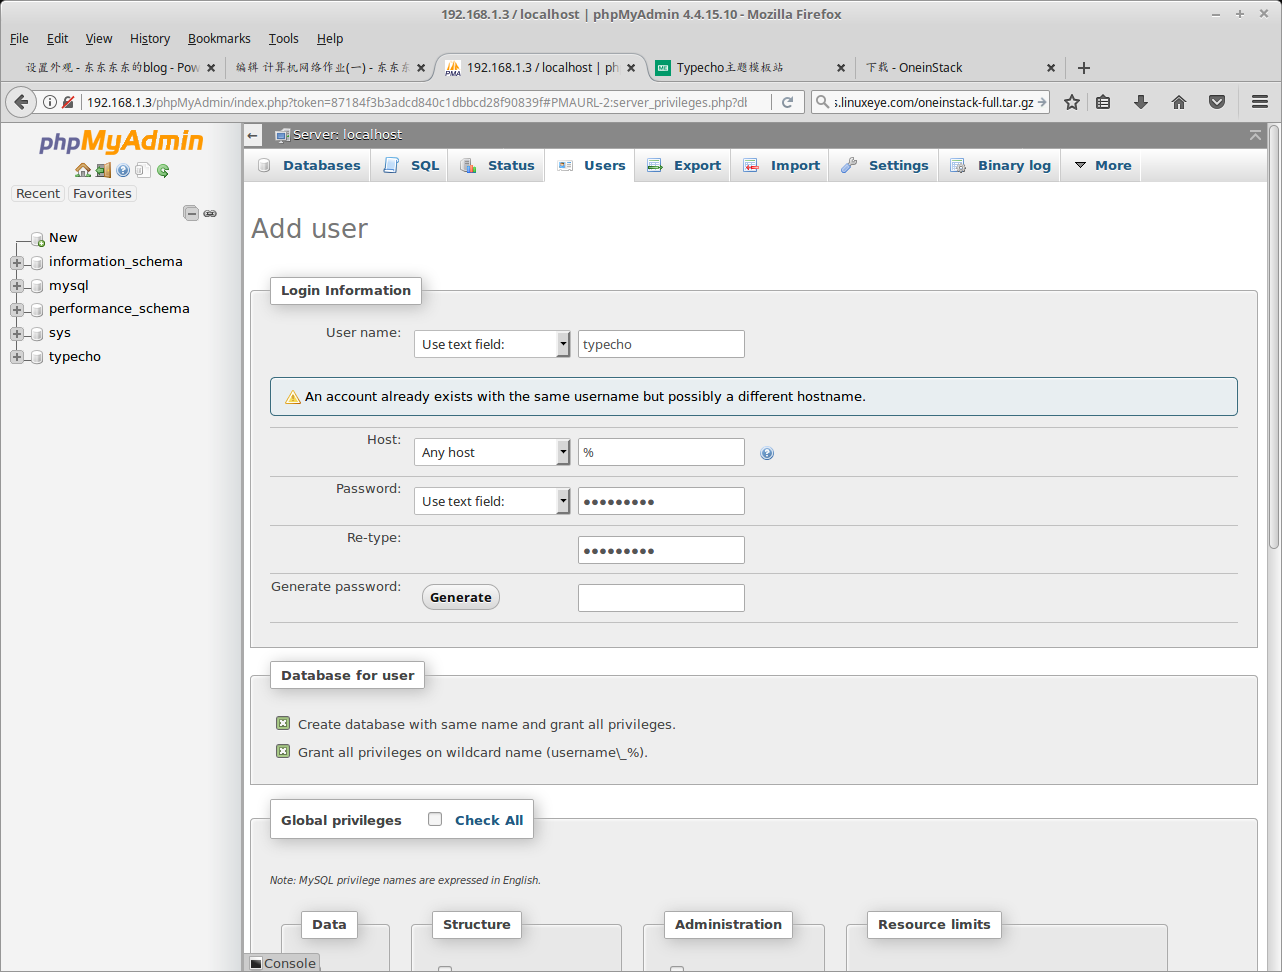 192.168.1.3 / localhost | phpMyAdmin 4.4.15.10 - Mozilla Firefox
File Edit View History Bookmarks Tools Help
设置外观 - 东东东东的blog - Pow
编辑 计算机网络作业(一) - 东东东
192.168.1.3 / localhost | ph
Typecho主题模板站
下载 - OneinStack
192.168.1.3/phpMyAdmin/index.php?token=87184f3b3adcd840c1dbbcd28f90839f#PMAURL-2:server_privileges.php?db
s.linuxeye.com/oneinstack-full.tar.gz
phpMyAdmin
Recent Favorites
New
information_schema
mysql
performance_schema
sys
typecho
Server: localhost
Databases SQL Status Users Export Import Settings Binary log More
Add user
Login Information
User name: Use text field: typecho
An account already exists with the same username but possibly a different hostname.
Host: Any host %
Password: Use text field: •••••••••
Re-type: •••••••••
Generate password: Generate
Database for user
Create database with same name and grant all privileges.
Grant all privileges on wildcard name (username\_%).
Global privileges Check All
Note: MySQL privilege names are expressed in English.
Data Structure Administration Resource limits
Console